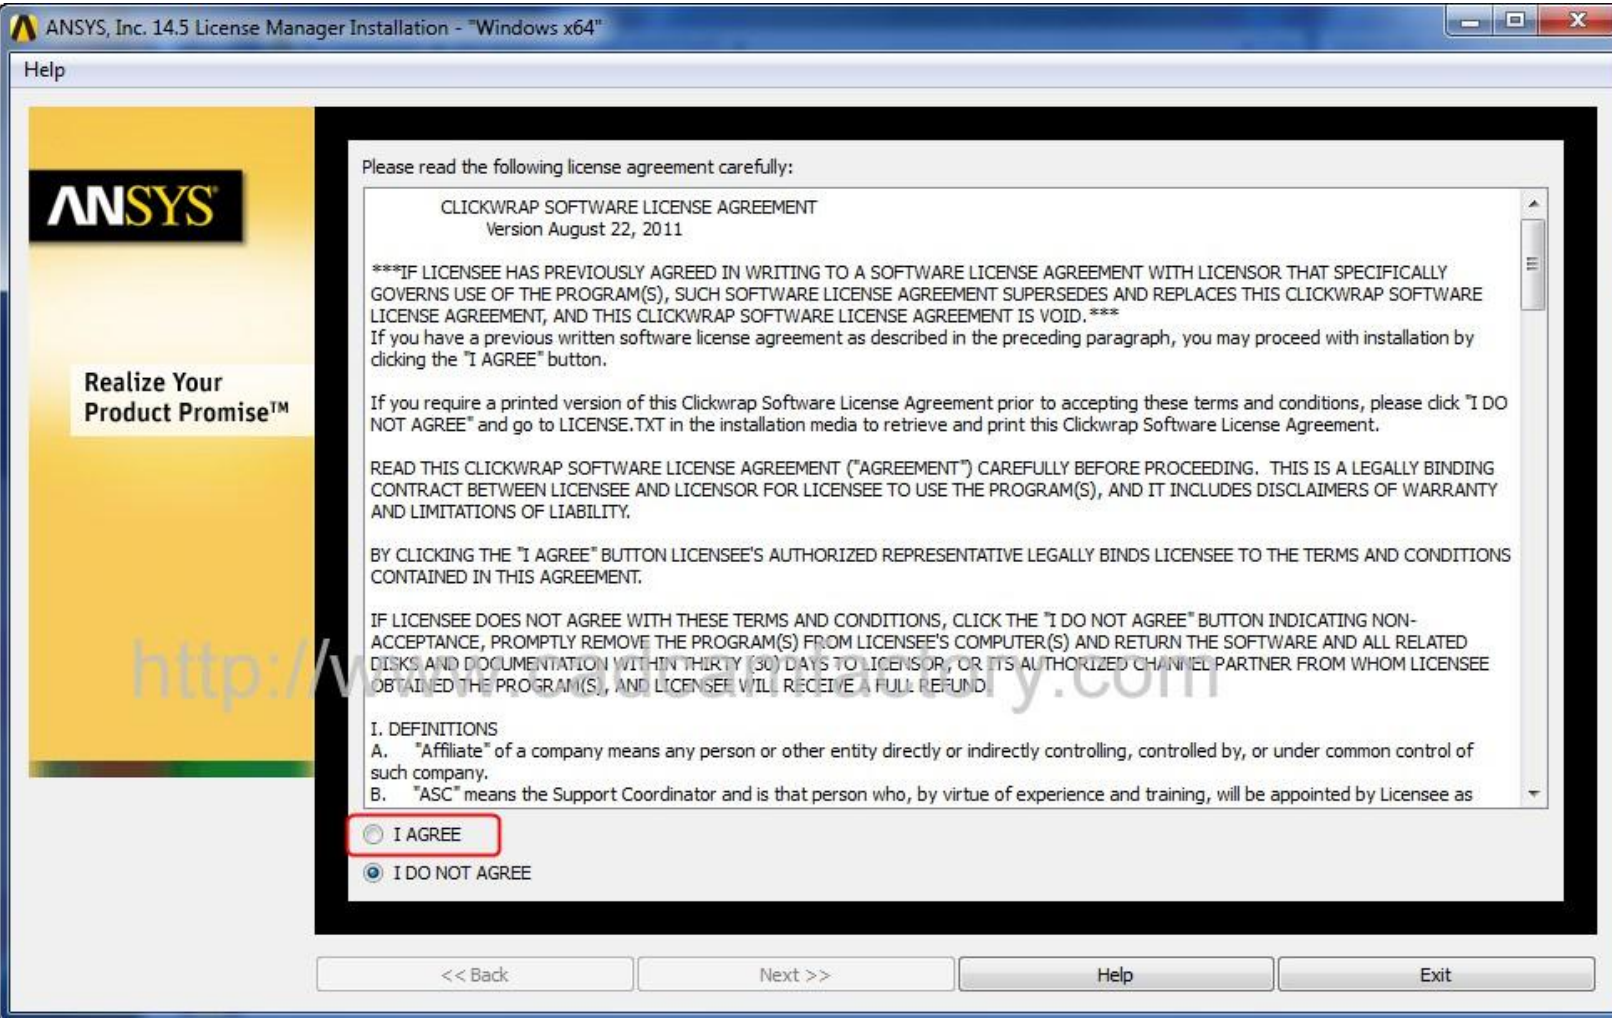 ANSYS, Inc. 14.5 License Manager Installation - "Windows x64"
Help
ANSYS
Realize Your
Product Promise™
Please read the following license agreement carefully:
CLICKWRAP SOFTWARE LICENSE AGREEMENT
Version August 22, 2011
***IF LICENSEE HAS PREVIOUSLY AGREED IN WRITING TO A SOFTWARE LICENSE AGREEMENT WITH LICENSOR THAT SPECIFICALLY
GOVERNS USE OF THE PROGRAM(S), SUCH SOFTWARE LICENSE AGREEMENT SUPERSEDES AND REPLACES THIS CLICKWRAP SOFTWARE
LICENSE AGREEMENT, AND THIS CLICKWRAP SOFTWARE LICENSE AGREEMENT IS VOID.***
If you have a previous written software license agreement as described in the preceding paragraph, you may proceed with installation by
clicking the "I AGREE" button.
If you require a printed version of this Clickwrap Software License Agreement prior to accepting these terms and conditions, please click "I DO
NOT AGREE" and go to LICENSE.TXT in the installation media to retrieve and print this Clickwrap Software License Agreement.
READ THIS CLICKWRAP SOFTWARE LICENSE AGREEMENT ("AGREEMENT") CAREFULLY BEFORE PROCEEDING. THIS IS A LEGALLY BINDING
CONTRACT BETWEEN LICENSEE AND LICENSOR FOR LICENSEE TO USE THE PROGRAM(S), AND IT INCLUDES DISCLAIMERS OF WARRANTY
AND LIMITATIONS OF LIABILITY.
BY CLICKING THE "I AGREE" BUTTON LICENSEE'S AUTHORIZED REPRESENTATIVE LEGALLY BINDS LICENSEE TO THE TERMS AND CONDITIONS
CONTAINED IN THIS AGREEMENT.
IF LICENSEE DOES NOT AGREE WITH THESE TERMS AND CONDITIONS, CLICK THE "I DO NOT AGREE" BUTTON INDICATING NON-
ACCEPTANCE, PROMPTLY REMOVE THE PROGRAM(S) FROM LICENSEE'S COMPUTER(S) AND RETURN THE SOFTWARE AND ALL RELATED
DISKS AND DOCUMENTATION WITHIN THIRTY (30) DAYS TO LICENSOR, OR ITS AUTHORIZED CHANNEL PARTNER FROM WHOM LICENSEE
OBTAINED THE PROGRAM(S), AND LICENSEE WILL RECEIVE A FULL REFUND.
http://www.cadcamfactory.com
I. DEFINITIONS
A. "Affiliate" of a company means any person or other entity directly or indirectly controlling, controlled by, or under common control of
such company.
B. "ASC" means the Support Coordinator and is that person who, by virtue of experience and training, will be appointed by Licensee as
I AGREE
I DO NOT AGREE
<< Back
Next >>
Help
Exit